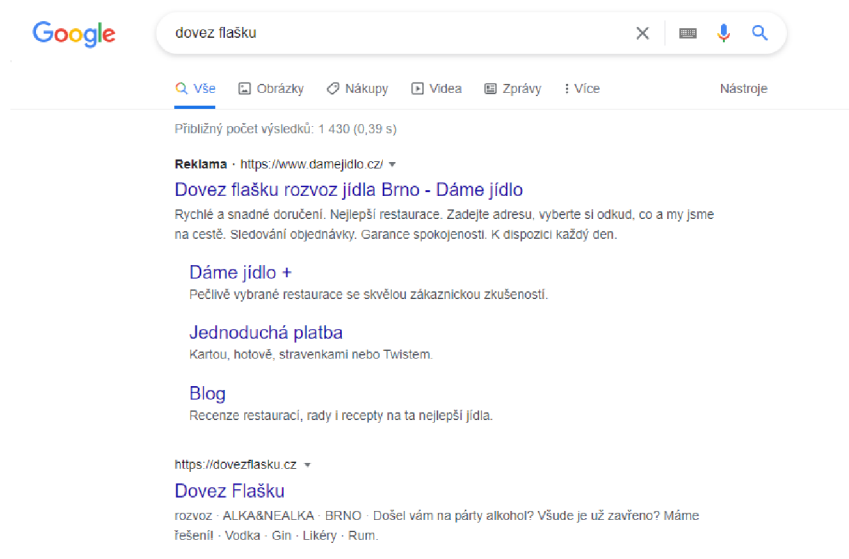 Google
dovez flašku
Vše Obrázky Nákupy Videa Zprávy Více Nástroje
Přibližný počet výsledků: 1 430 (0,39 s)
Reklama · https://www.damejidlo.cz/
Dovez flašku rozvoz jídla Brno - Dáme jídlo
Rychlé a snadné doručení. Nejlepší restaurace. Zadejte adresu, vyberte si odkud, co a my jsme
na cestě. Sledování objednávky. Garance spokojenosti. K dispozici každý den.
Dáme jídlo +
Pečlivě vybrané restaurace se skvělou zákaznickou zkušeností.
Jednoduchá platba
Kartou, hotově, stravenkami nebo Twistem.
Blog
Recenze restaurací, rady i recepty na ta nejlepší jídla.
https://dovezflasku.cz
Dovez Flašku
rozvoz · ALKA&NEALKA · BRNO · Došel vám na párty alkohol? Všude je už zavřeno? Máme
řešení! · Vodka · Gin · Likéry · Rum.